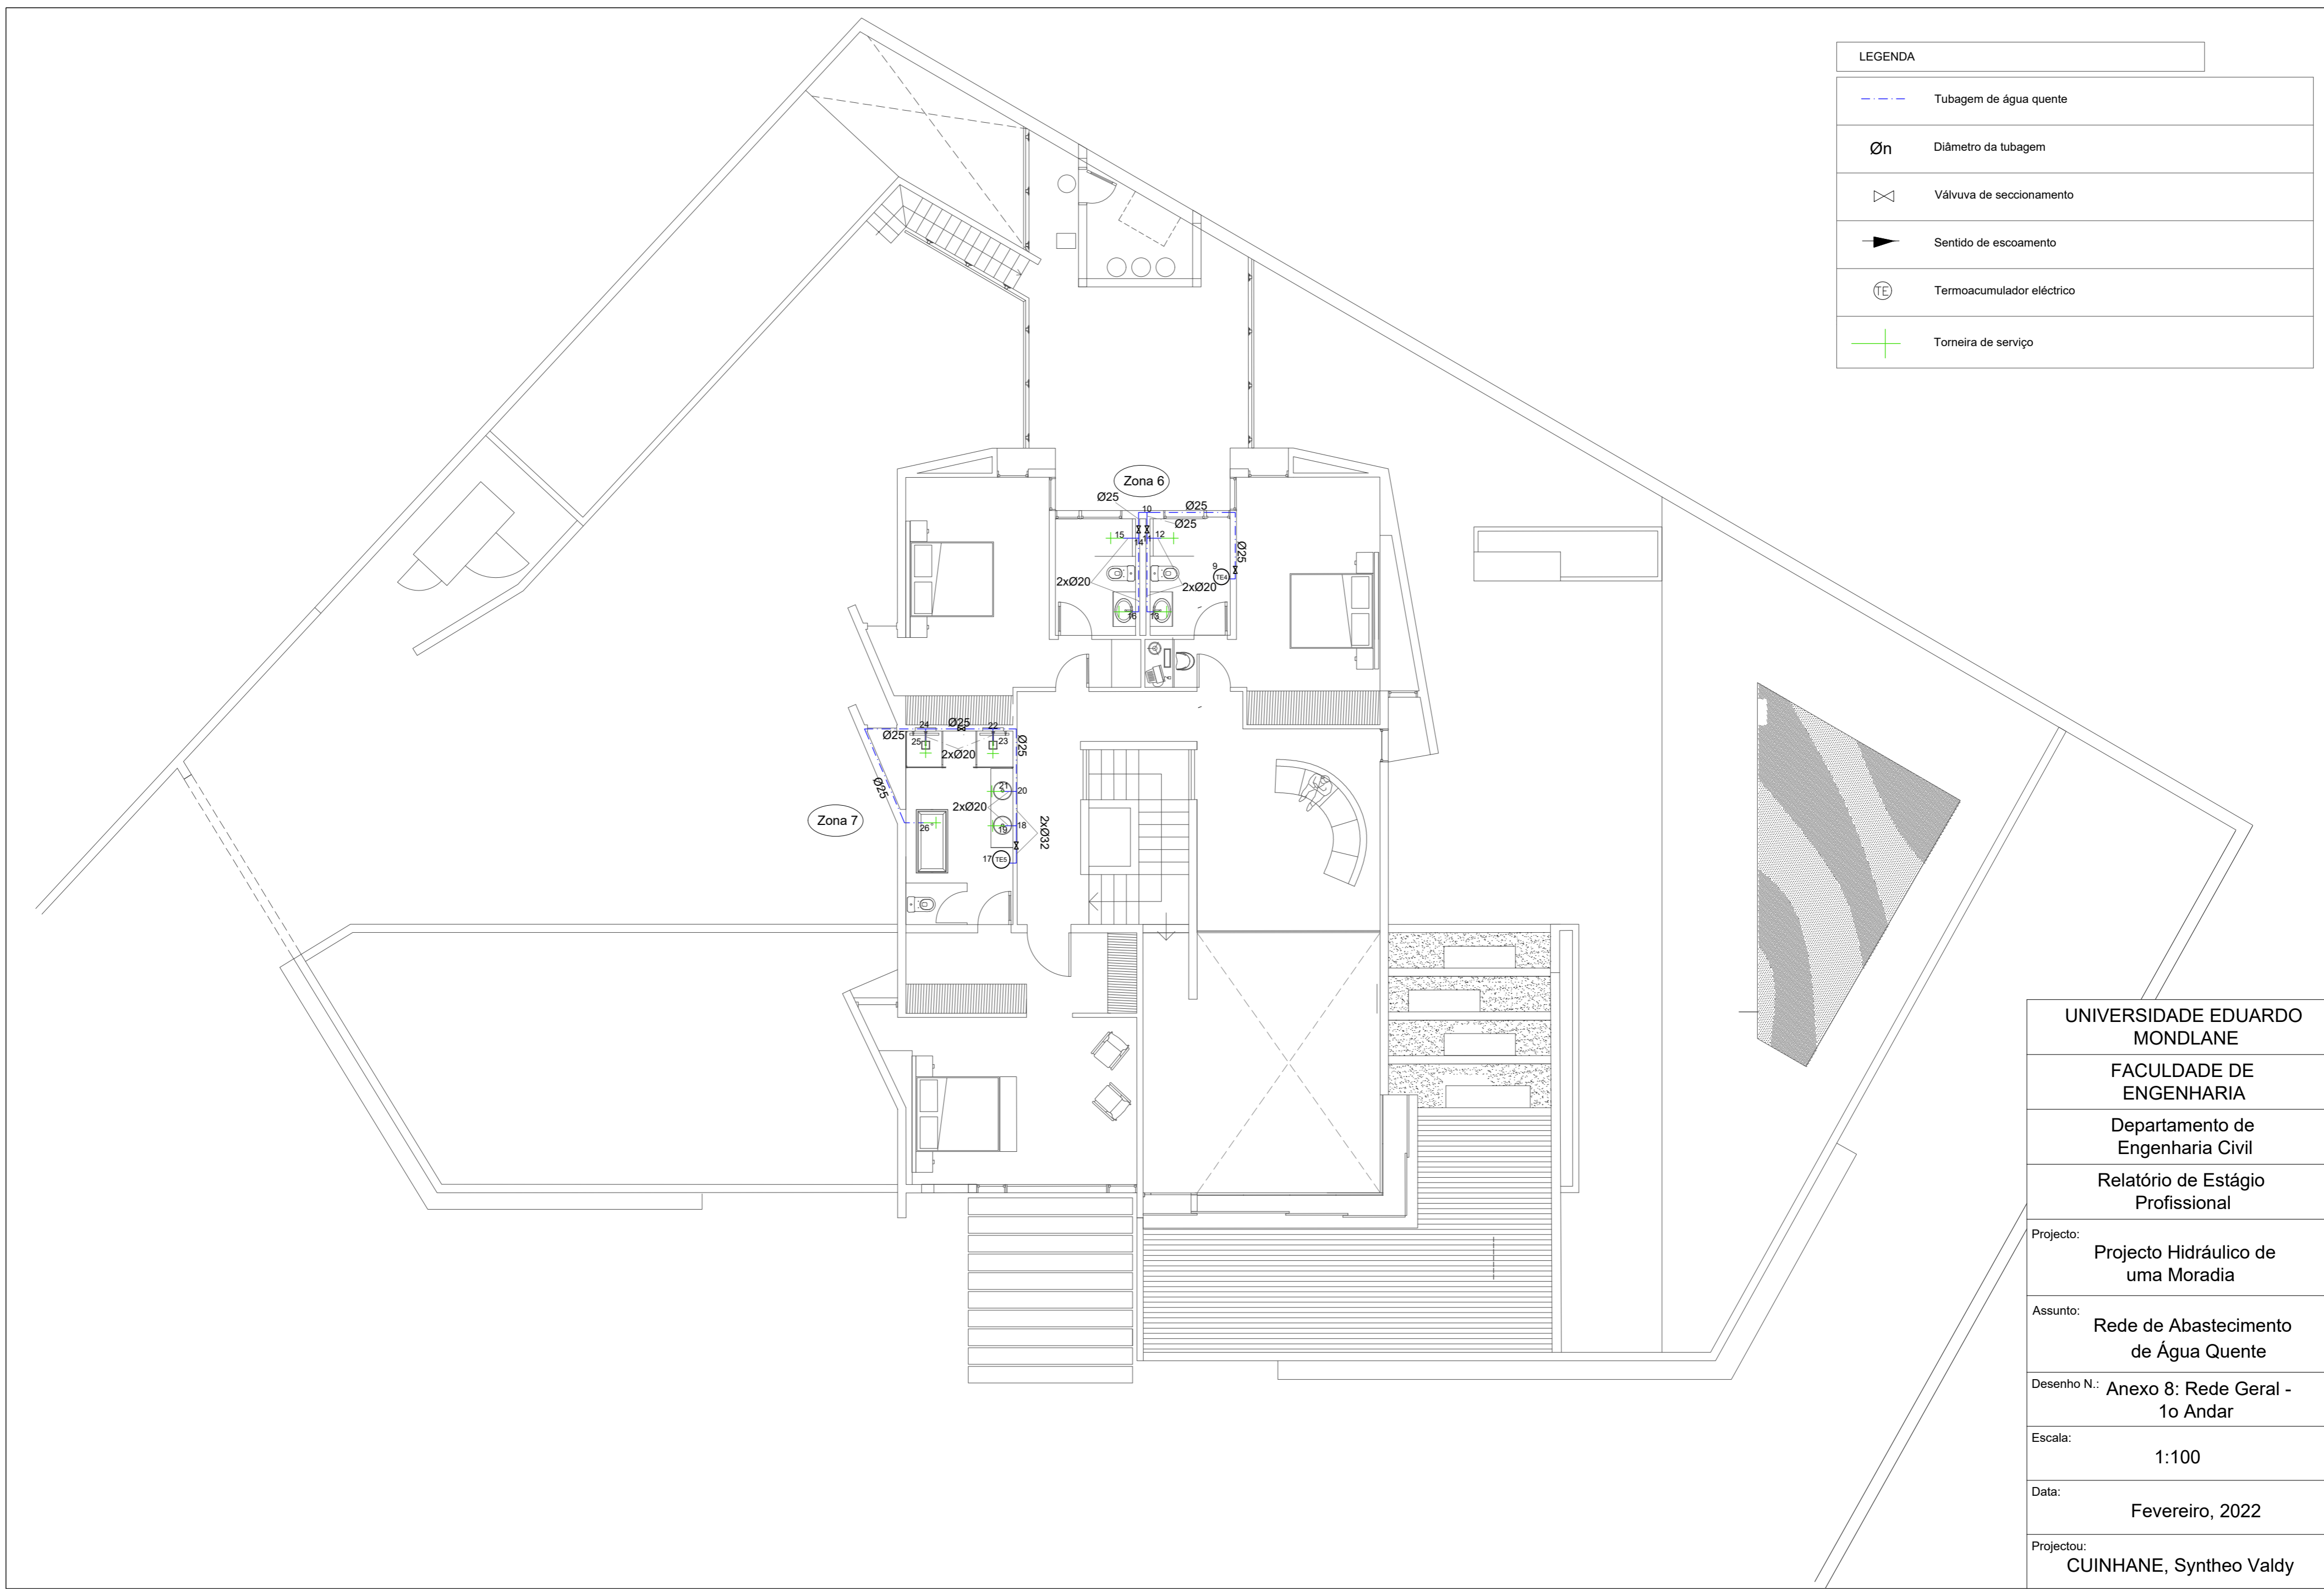 LEGENDA
Tubagem de água quente
Øn Diâmetro da tubagem
Válvuva de seccionamento
Sentido de escoamento
TE Termoacumulador eléctrico
Torneira de serviço
Zona 6
Ø25
10
Ø25
Ø25
15
14
11
12
Ø25
9
TE4
2xØ20
2xØ20
16
13
24
Ø25
22
Ø25
25
23
Ø25
2xØ20
Ø25
21
20
2xØ20
Zona 7
26
19
18
2xØ32
17
TE5
UNIVERSIDADE EDUARDO
MONDLANE
FACULDADE DE
ENGENHARIA
Departamento de
Engenharia Civil
Relatório de Estágio
Profissional
Projecto:
Projecto Hidráulico de
uma Moradia
Assunto:
Rede de Abastecimento
de Água Quente
Desenho N.: Anexo 8: Rede Geral -
1o Andar
Escala:
1:100
Data:
Fevereiro, 2022
Projectou:
CUINHANE, Syntheo Valdy